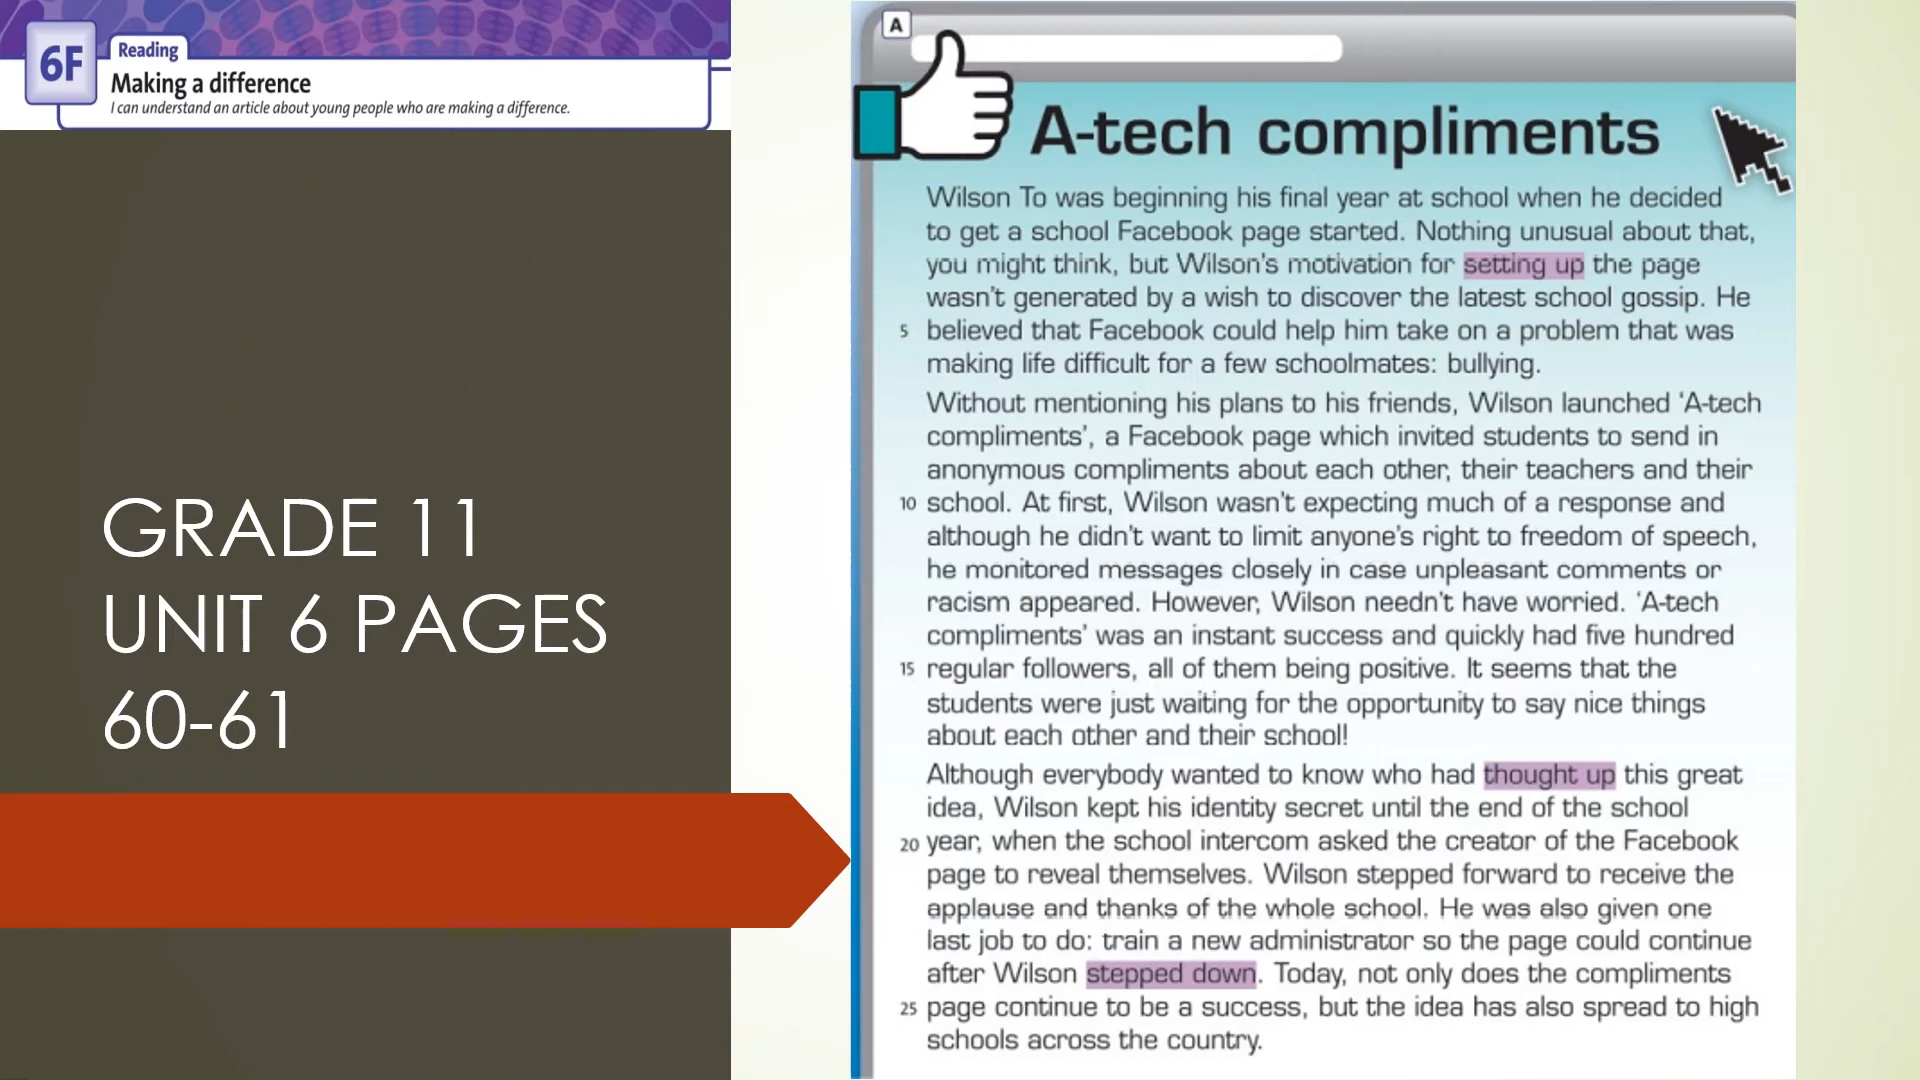 6F
Reading
Making a difference
I can understand an article about young people who are making a difference.
GRADE 11
UNIT 6 PAGES
60-61
A
A-tech compliments
Wilson To was beginning his final year at school when he decided
to get a school Facebook page started. Nothing unusual about that,
you might think, but Wilson's motivation for setting up the page
wasn't generated by a wish to discover the latest school gossip. He
5 believed that Facebook could help him take on a problem that was
making life difficult for a few schoolmates: bullying.
Without mentioning his plans to his friends, Wilson launched 'A-tech
compliments', a Facebook page which invited students to send in
anonymous compliments about each other, their teachers and their
10 school. At first, Wilson wasn't expecting much of a response and
although he didn't want to limit anyone's right to freedom of speech,
he monitored messages closely in case unpleasant comments or
racism appeared. However, Wilson needn't have worried. 'A-tech
compliments' was an instant success and quickly had five hundred
15 regular followers, all of them being positive. It seems that the
students were just waiting for the opportunity to say nice things
about each other and their school!
Although everybody wanted to know who had thought up this great
idea, Wilson kept his identity secret until the end of the school
20 year, when the school intercom asked the creator of the Facebook
page to reveal themselves. Wilson stepped forward to receive the
applause and thanks of the whole school. He was also given one
last job to do: train a new administrator so the page could continue
after Wilson stepped down. Today, not only does the compliments
25 page continue to be a success, but the idea has also spread to high
schools across the country.